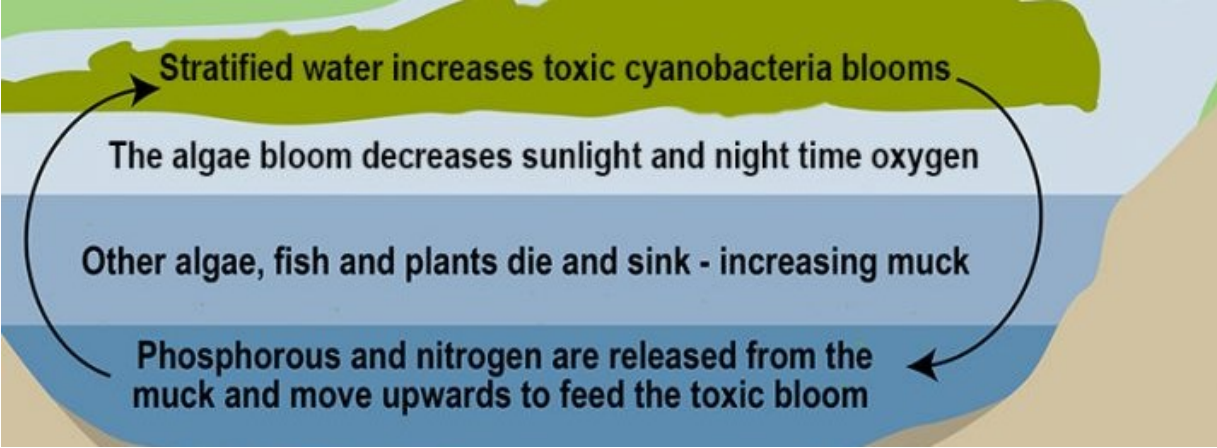 Stratified water increases toxic cyanobacteria blooms
The algae bloom decreases sunlight and night time oxygen
Other algae, fish and plants die and sink - increasing muck
Phosphorous and nitrogen are released from the
muck and move upwards to feed the toxic bloom